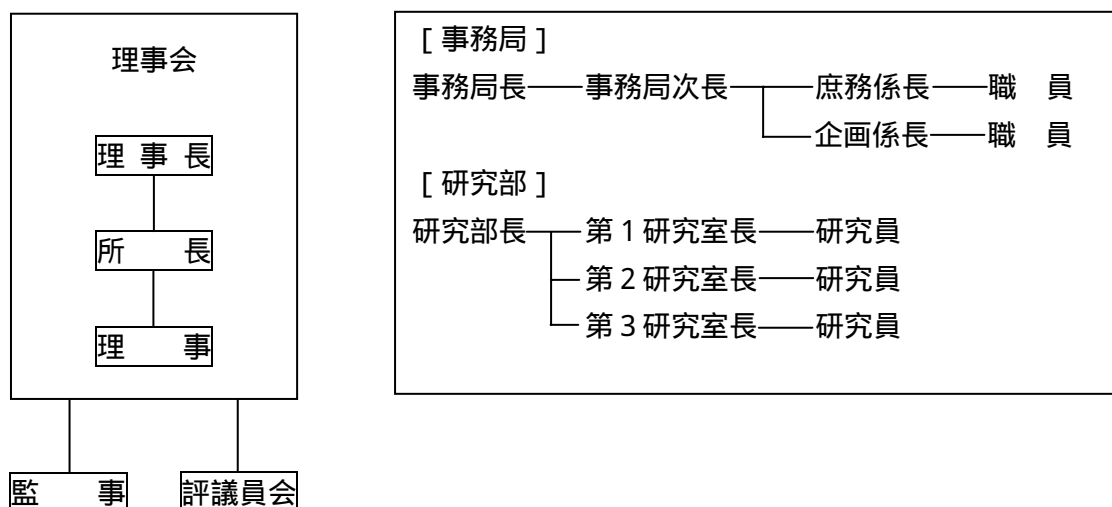 理事会
理事長
所　　長
理　　事
監　　事
評議員会
［事務局］
事務局長 事務局次長 庶務係長 職　員
企画係長 職　員
［研究部］
研究部長 第１研究室長 研究員
第２研究室長 研究員
第３研究室長 研究員